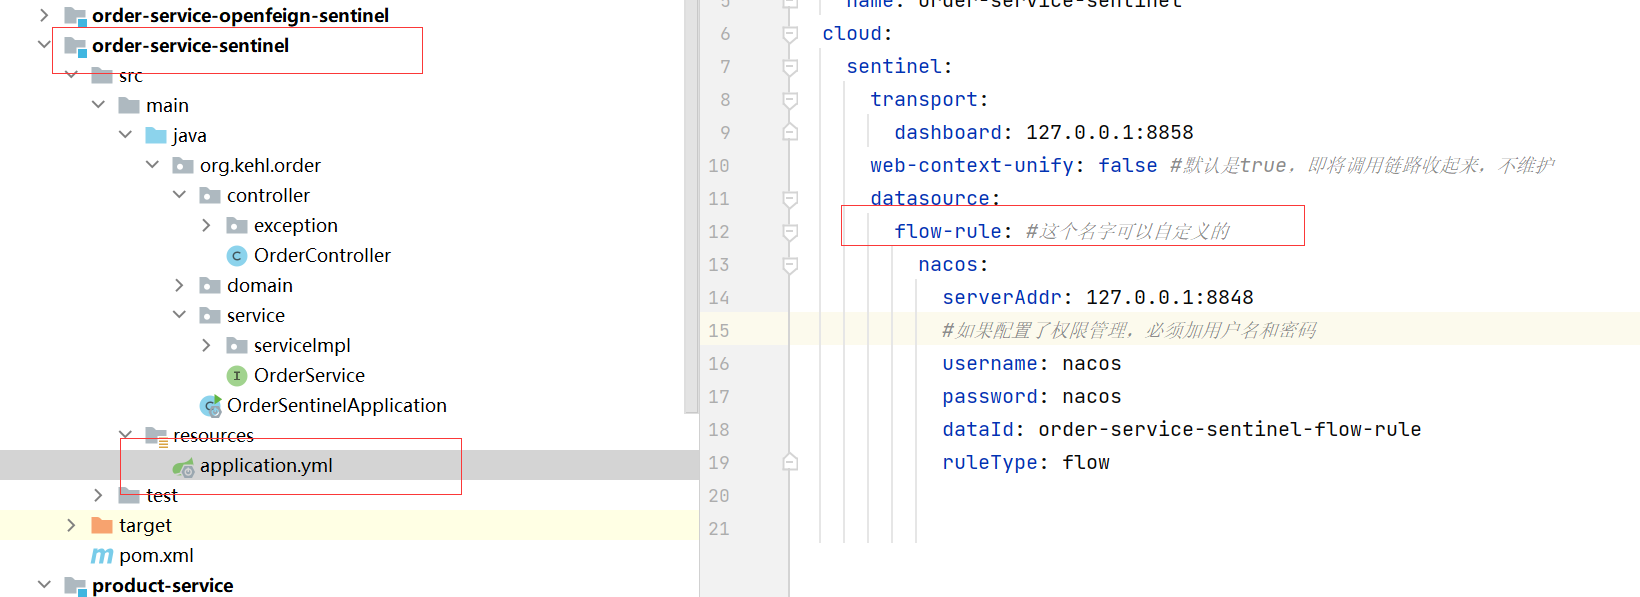 order-service-openfeign-sentinel
order-service-sentinel
src
main
java
org.kehl.order
controller
exception
OrderController
domain
service
serviceImpl
OrderService
OrderSentinelApplication
resources
application.yml
test
target
pom.xml
product-service
5 name: order-service-sentinel
6 cloud:
7 sentinel:
8 transport:
9 dashboard: 127.0.0.1:8858
10 web-context-unify: false #默认是true，即将调用链路收起来，不维护
11 datasource:
12 flow-rule: #这个名字可以自定义的
13 nacos:
14 serverAddr: 127.0.0.1:8848
15 #如果配置了权限管理，必须加用户名和密码
16 username: nacos
17 password: nacos
18 dataId: order-service-sentinel-flow-rule
19 ruleType: flow
20
21